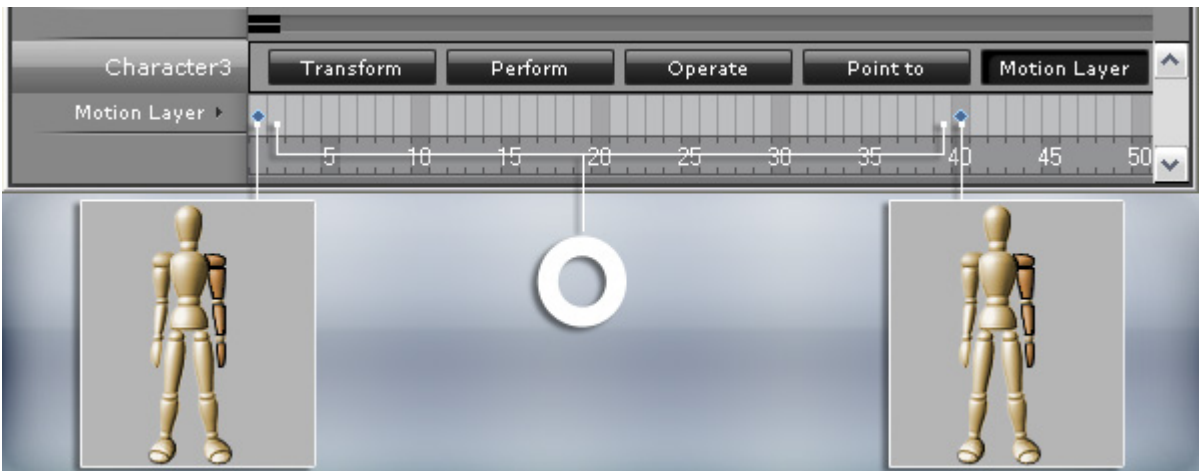 Character3 Transform Perform Operate Point to Motion Layer
Motion Layer
5 10 15 20 25 30 35 40 45 50